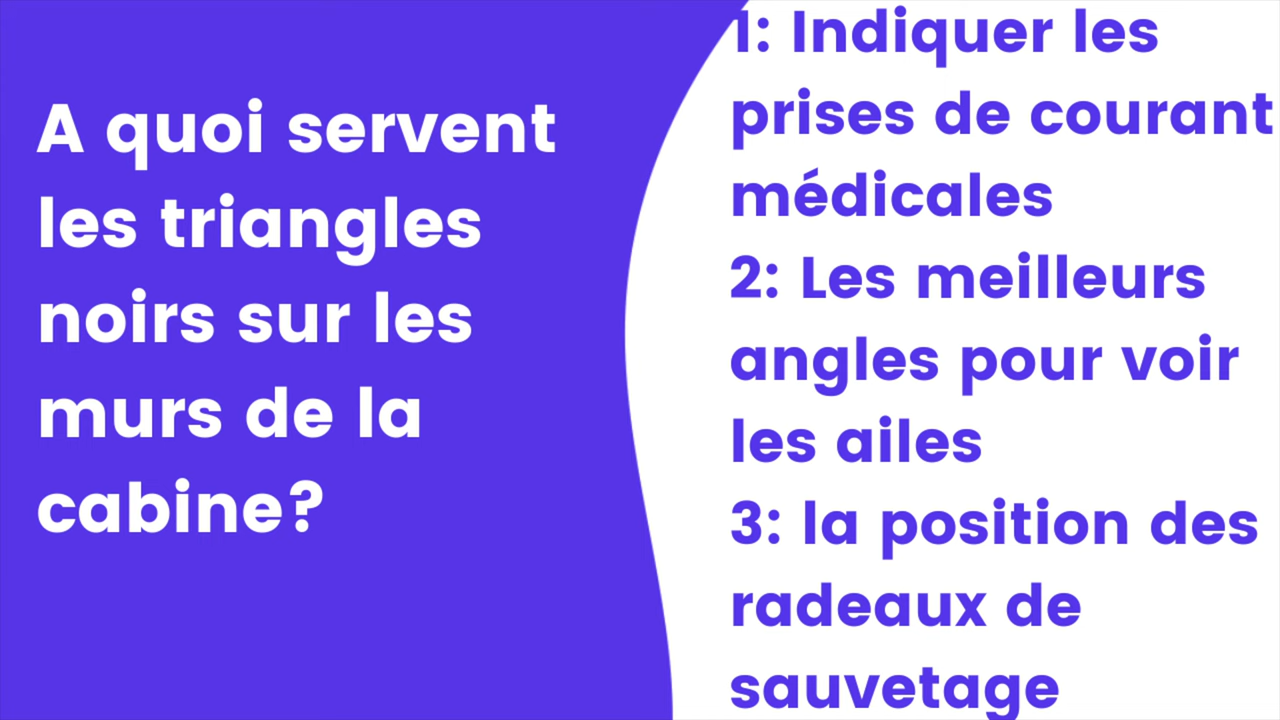 A quoi servent
les triangles
noirs sur les
murs de la
cabine?
1: Indiquer les
prises de courant
médicales
2: Les meilleurs
angles pour voir
les ailes
3: la position des
radeaux de
sauvetage